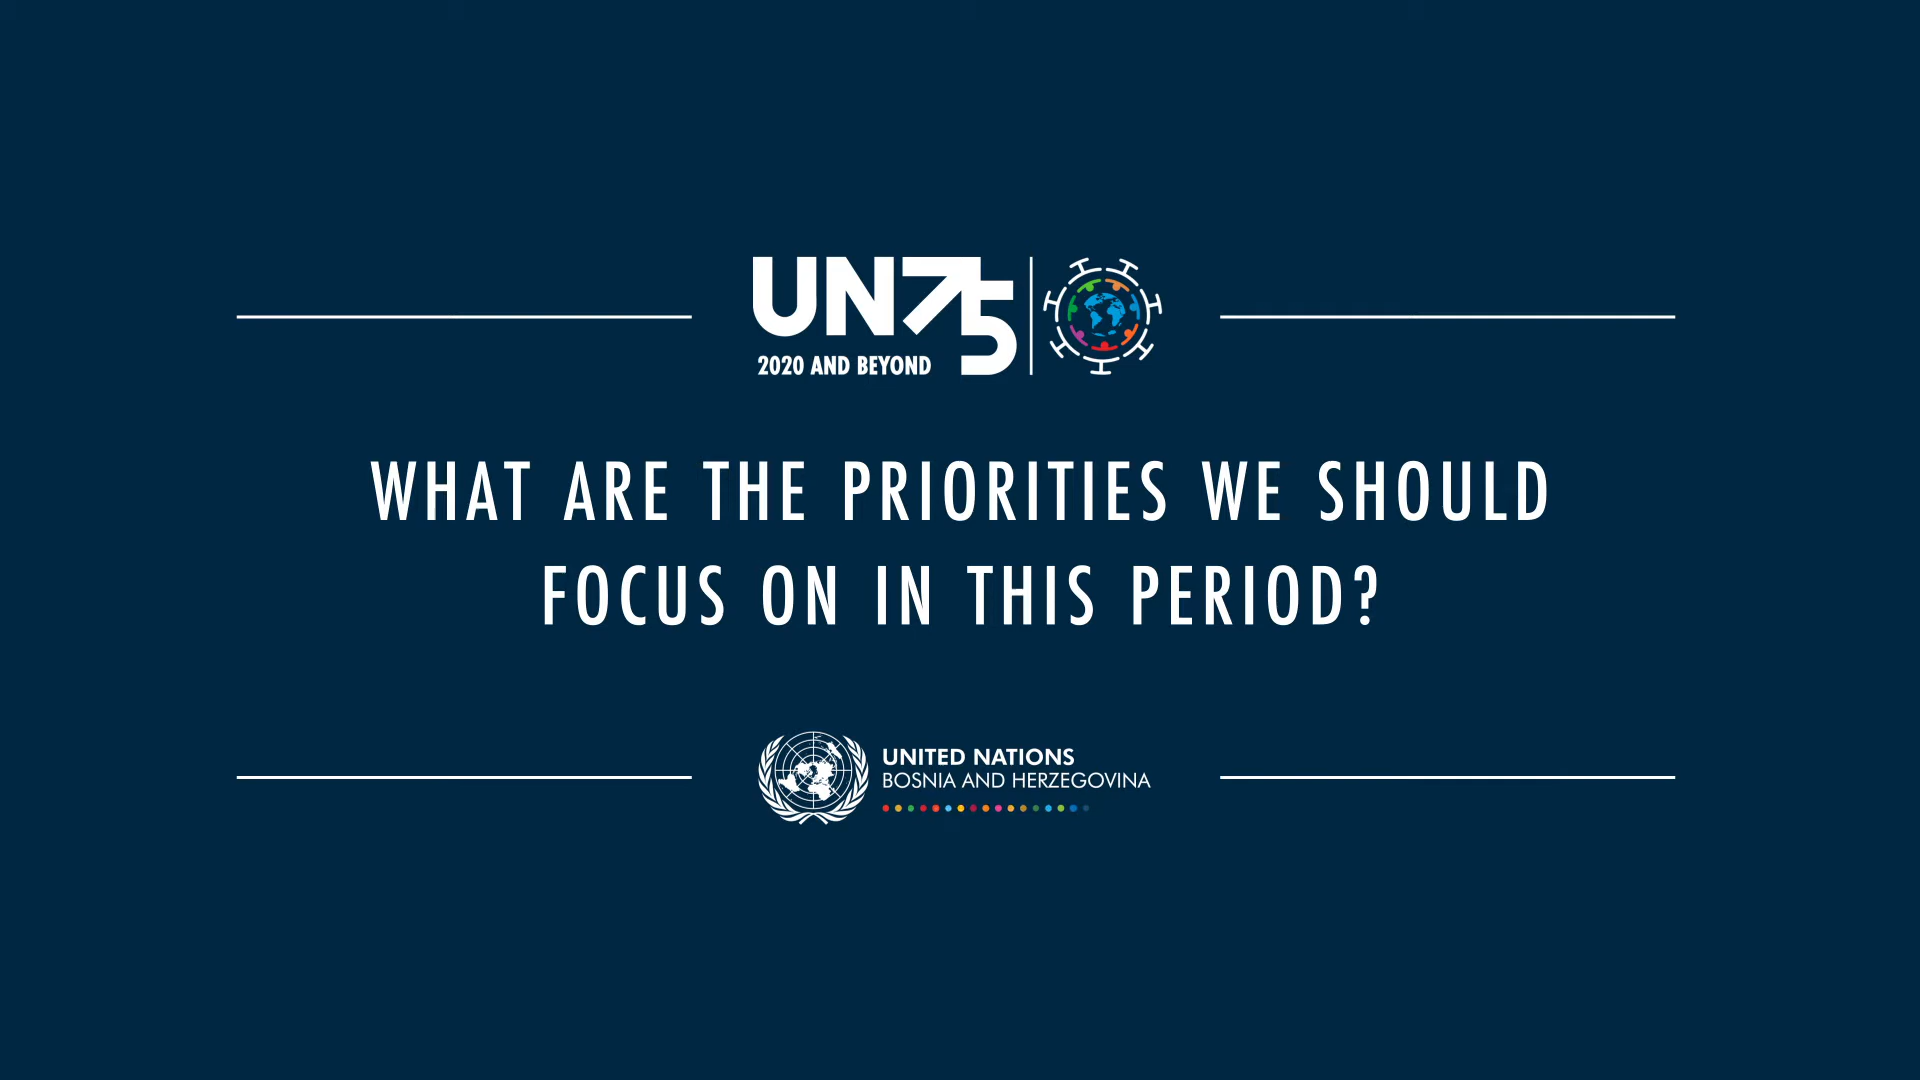 UN75
2020 AND BEYOND
WHAT ARE THE PRIORITIES WE SHOULD
FOCUS ON IN THIS PERIOD?
UNITED NATIONS
BOSNIA AND HERZEGOVINA